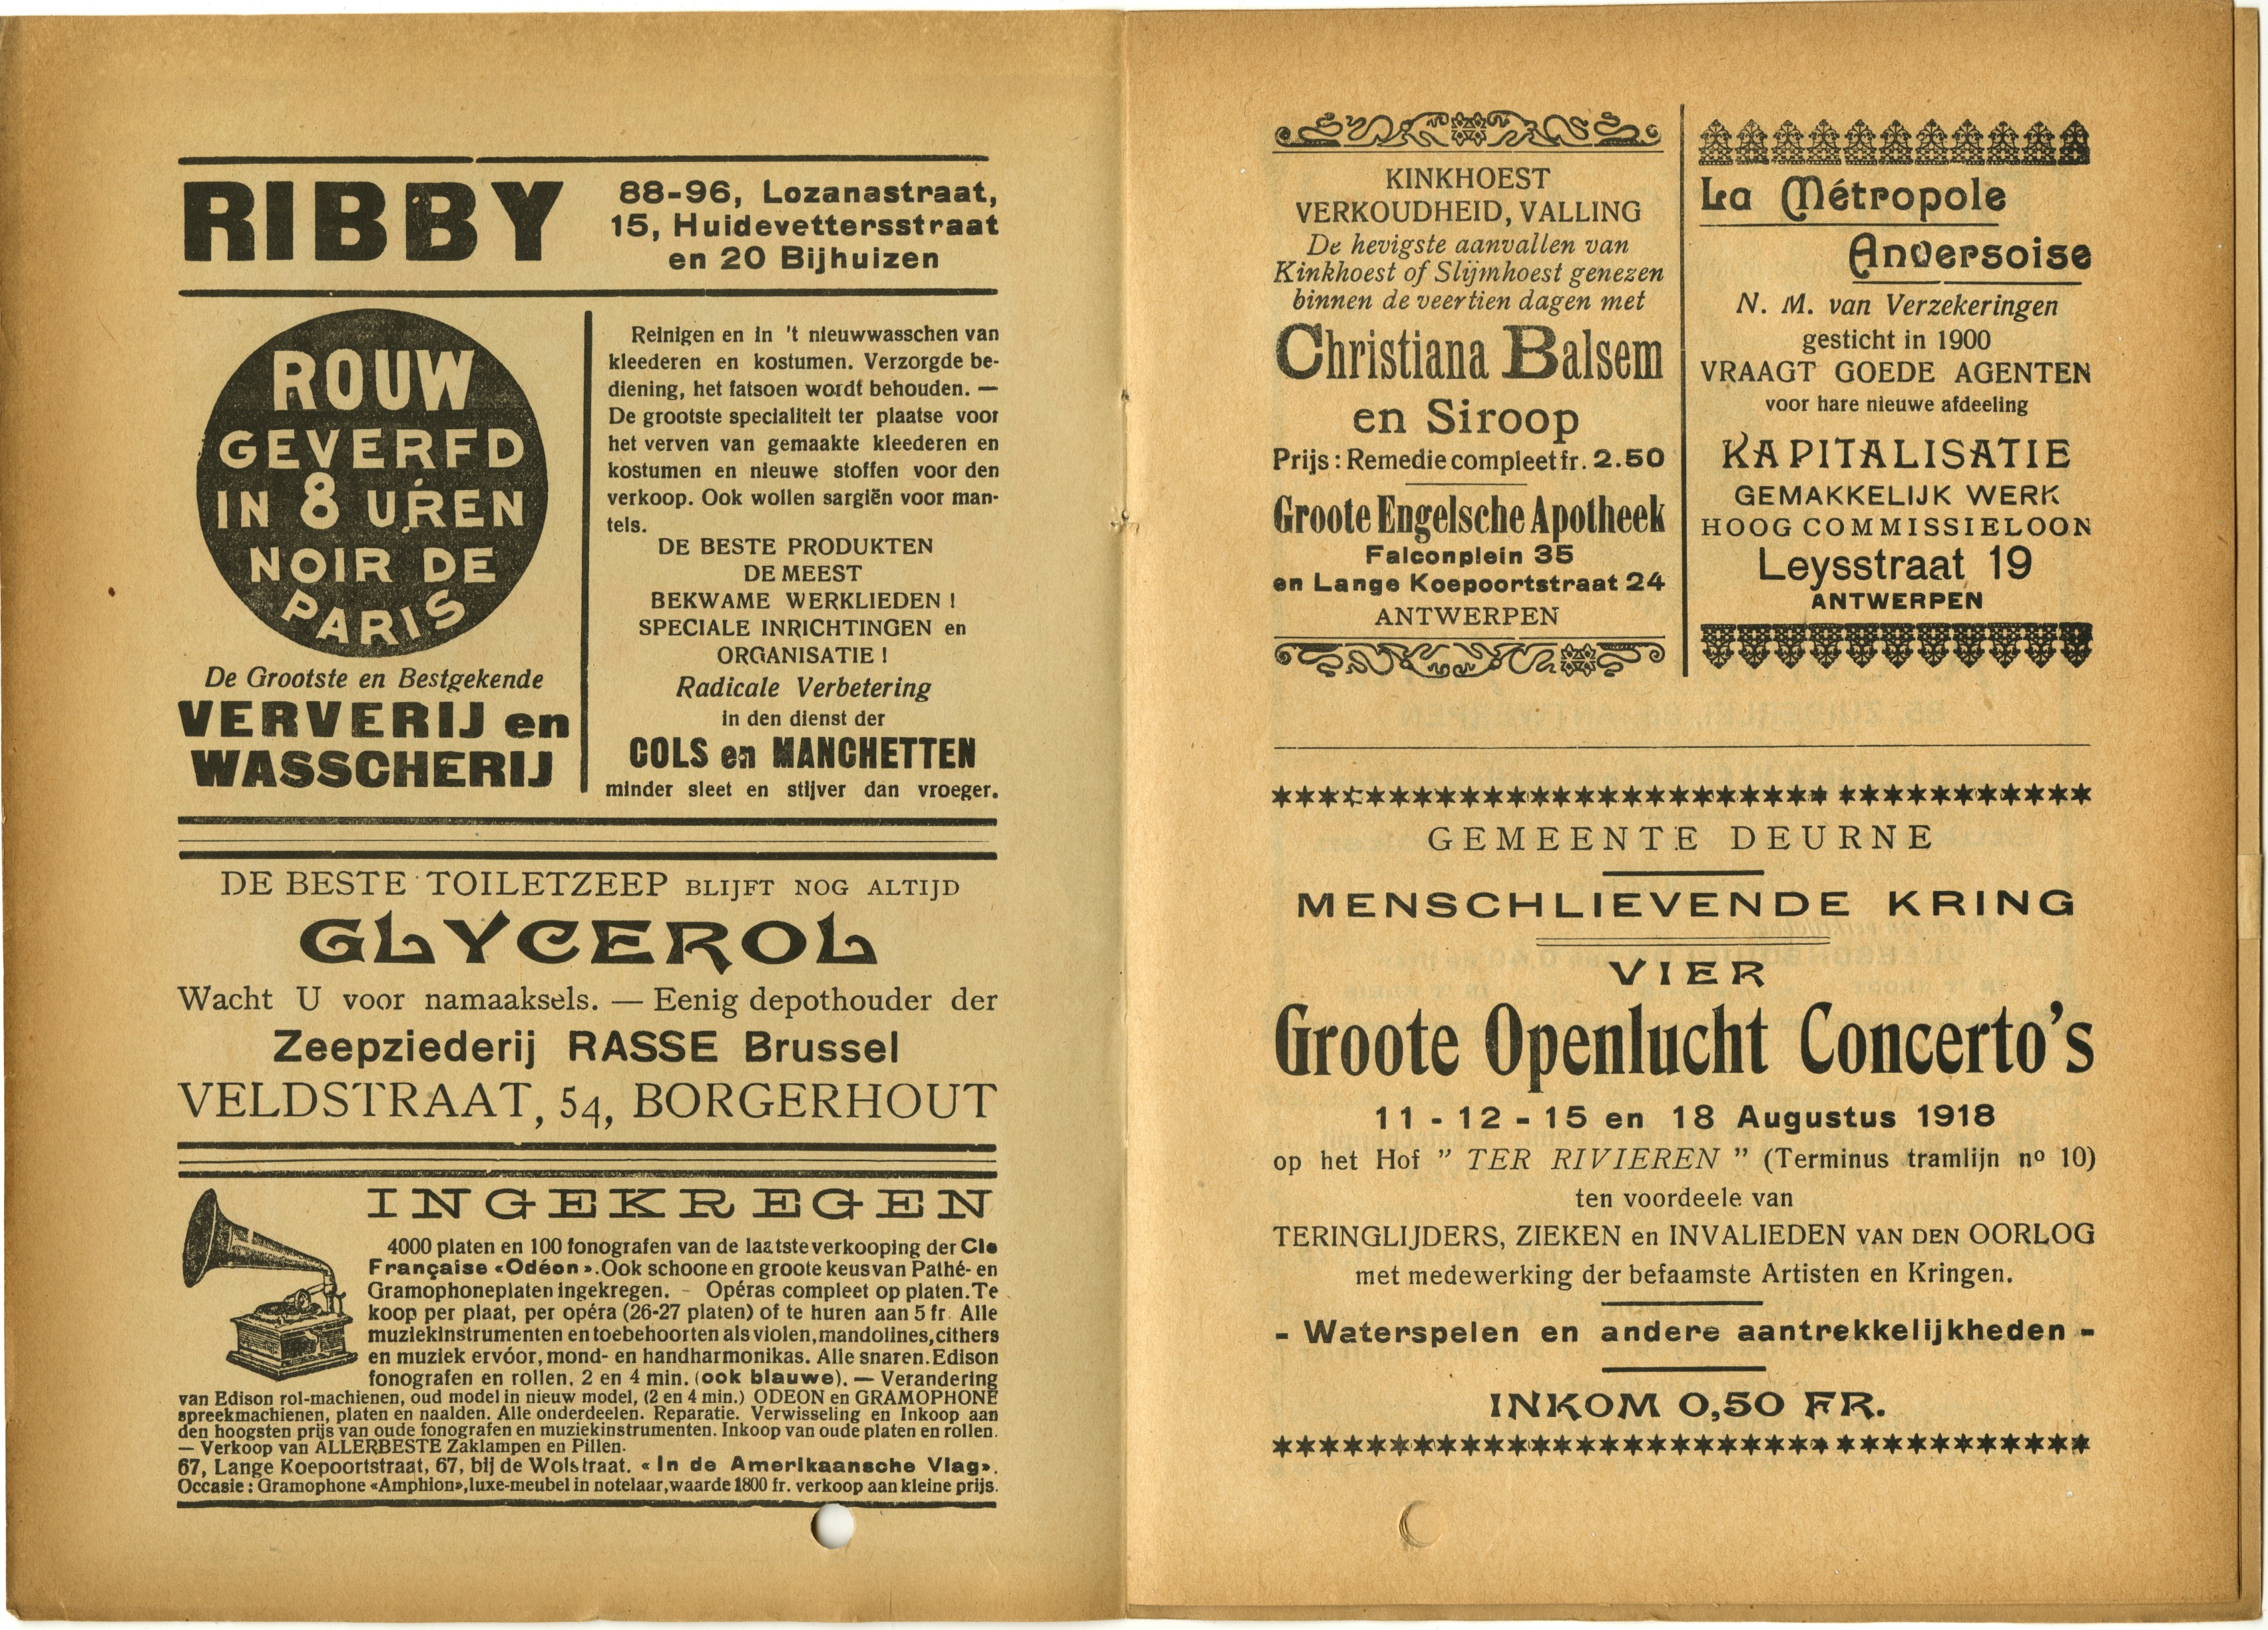 RIBBY
88-96, Lozanastraat,
15, Huidevettersstraat
en 20 Bijhuizen
ROUW
GEVERFD
IN 8 UREN
NOIR DE
PARIS
De Grootste en Bestgekende
VERVERIJ en
WASSCHERIJ
Reinigen en in 't nieuwwasschen van
kleederen en kostumen. Verzorgde be-
diening, het fatsoen wordt behouden. —
De grootste specialiteit ter plaatse voor
het verven van gemaakte kleederen en
kostumen en nieuwe stoffen voor den
verkoop. Ook wollen sargiën voor man-
tels.
DE BESTE PRODUKTEN
DE MEEST
BEKWAME WERKLIEDEN !
SPECIALE INRICHTINGEN en
ORGANISATIE !
Radicale Verbetering
in den dienst der
COLS en MANCHETTEN
minder sleet en stijver dan vroeger.
DE BESTE TOILETZEEP BLIJFT NOG ALTIJD
GLYCEROL
Wacht U voor namaaksels. — Eenig depothouder der
Zeepziederij RASSE Brussel
VELDSTRAAT, 54, BORGERHOUT
INGEKREGEN
4000 platen en 100 fonografen van de laatste verkooping der Cie
Française «Odéon». Ook schoone en groote keus van Pathé- en
Gramophoneplaten ingekregen. - Opéras compleet op platen. Te
koop per plaat, per opéra (26-27 platen) of te huren aan 5 fr. Alle
muziekinstrumenten en toebehoorten als violen, mandolines, cithers
en muziek ervóor, mond- en handharmonikas. Alle snaren. Edison
fonografen en rollen, 2 en 4 min. (ook blauwe). — Verandering
van Edison rol-machienen, oud model in nieuw model, (2 en 4 min.) ODEON en GRAMOPHONE
spreekmachienen, platen en naalden. Alle onderdeelen. Reparatie. Verwisseling en Inkoop aan
den hoogsten prijs van oude fonografen en muziekinstrumenten. Inkoop van oude platen en rollen.
— Verkoop van ALLERBESTE Zaklampen en Pillen.
67, Lange Koepoortstraat, 67, bij de Wolstraat. «In de Amerikaansche Vlag».
Occasie : Gramophone «Amphion», luxe-meubel in notelaar, waarde 1800 fr. verkoop aan kleine prijs.
KINKHOEST
VERKOUDHEID, VALLING
De hevigste aanvallen van
Kinkhoest of Slijmhoest genezen
binnen de veertien dagen met
Christiana Balsem
en Siroop
Prijs : Remedie compleet fr. 2.50
Groote Engelsche Apotheek
Falconplein 35
en Lange Koepoortstraat 24
ANTWERPEN
La Métropole
Anversoise
N. M. van Verzekeringen
gesticht in 1900
VRAAGT GOEDE AGENTEN
voor hare nieuwe afdeeling
KAPITALISATIE
GEMAKKELIJK WERK
HOOG COMMISSIELOON
Leysstraat 19
ANTWERPEN
GEMEENTE DEURNE
MENSCHLIEVENDE KRING
VIER
Groote Openlucht Concerto's
11 - 12 - 15 en 18 Augustus 1918
op het Hof " TER RIVIEREN " (Terminus tramlijn nº 10)
ten voordeele van
TERINGLIJDERS, ZIEKEN en INVALIEDEN VAN DEN OORLOG
met medewerking der befaamste Artisten en Kringen.
- Waterspelen en andere aantrekkelijkheden -
INKOM 0,50 FR.